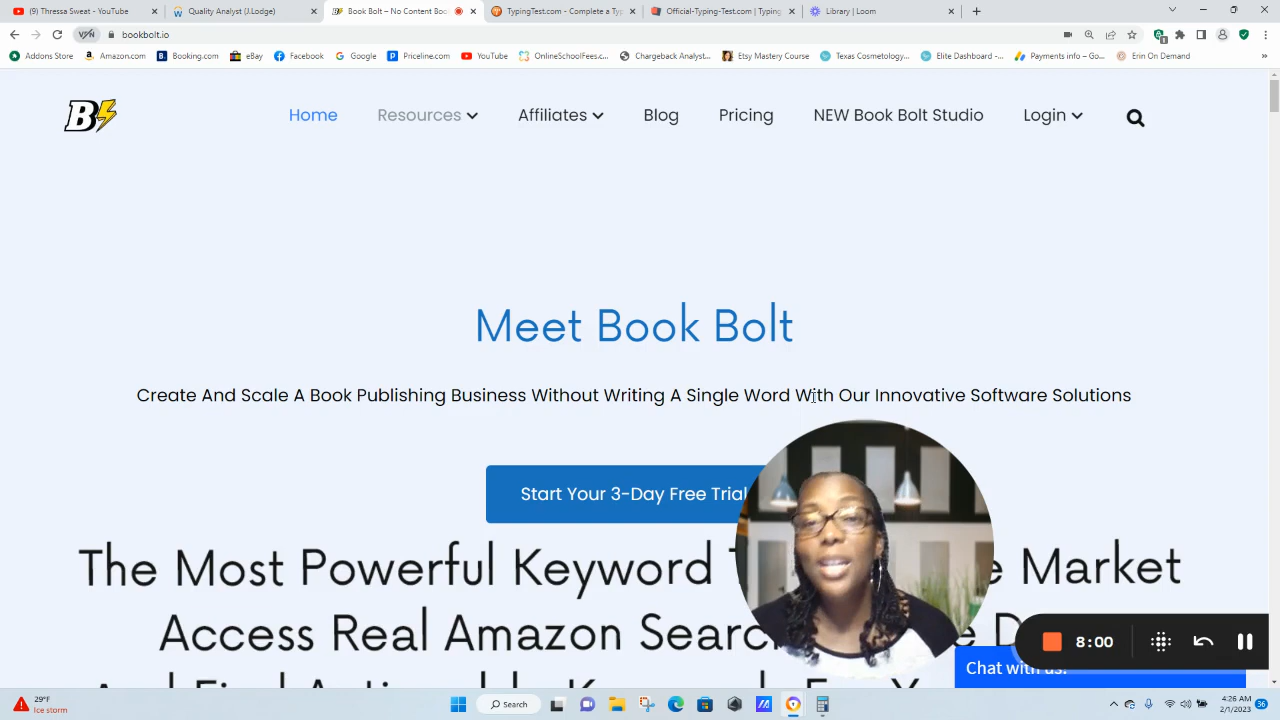 (9) Thressa Sweat - YouTube
Quality Analyst (J.Lodge)
Book Bolt – No Content Boo
TypingTest.com - Complete a Typ
Official-Typing-Test.com | Typing
Library | Loom
VPN
bookbolt.io
Addons Store
Amazon.com
Booking.com
eBay
Facebook
Google
Priceline.com
YouTube
OnlineSchoolFees.c...
Chargeback Analyst...
Etsy Mastery Course
Texas Cosmetology...
Elite Dashboard -...
Payments info – Go...
Erin On Demand
B
Home
Resources
Affiliates
Blog
Pricing
NEW Book Bolt Studio
Login
Meet Book Bolt
Create And Scale A Book Publishing Business Without Writing A Single Word With Our Innovative Software Solutions
Start Your 3-Day Free Trial
The Most Powerful Keyword Market
Access Real Amazon Searc
8:00
Chat with us!
29°F
Ice storm
Search
4:26 AM
2/1/2023
36